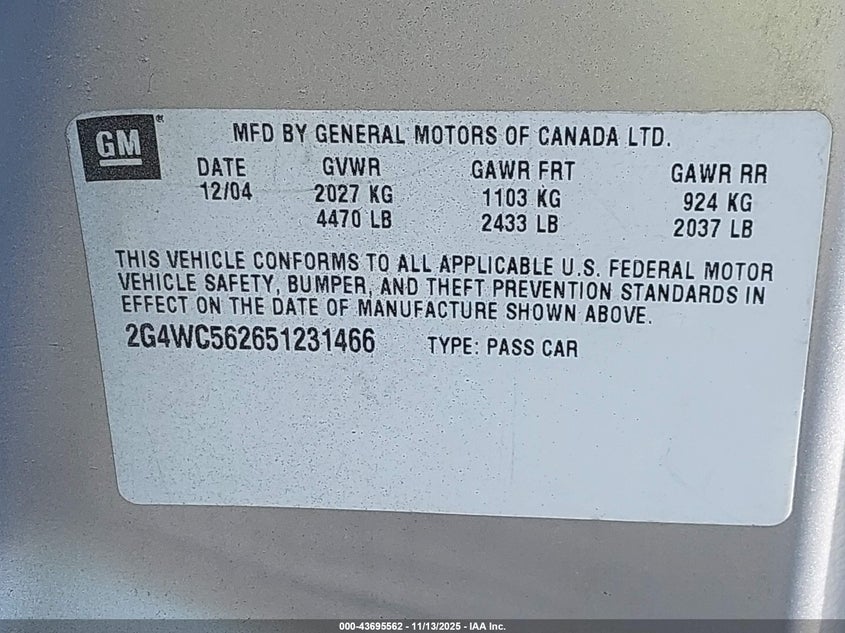 GM ®
MFD BY GENERAL MOTORS OF CANADA LTD.
DATE GVWR GAWR FRT GAWR RR
12/04 2027 KG 1103 KG 924 KG
4470 LB 2433 LB 2037 LB
THIS VEHICLE CONFORMS TO ALL APPLICABLE U.S. FEDERAL MOTOR
VEHICLE SAFETY, BUMPER, AND THEFT PREVENTION STANDARDS IN
EFFECT ON THE DATE OF MANUFACTURE SHOWN ABOVE.
2G4WC562651231466 TYPE: PASS CAR
000-43695562 - 11/13/2025 - IAA Inc.